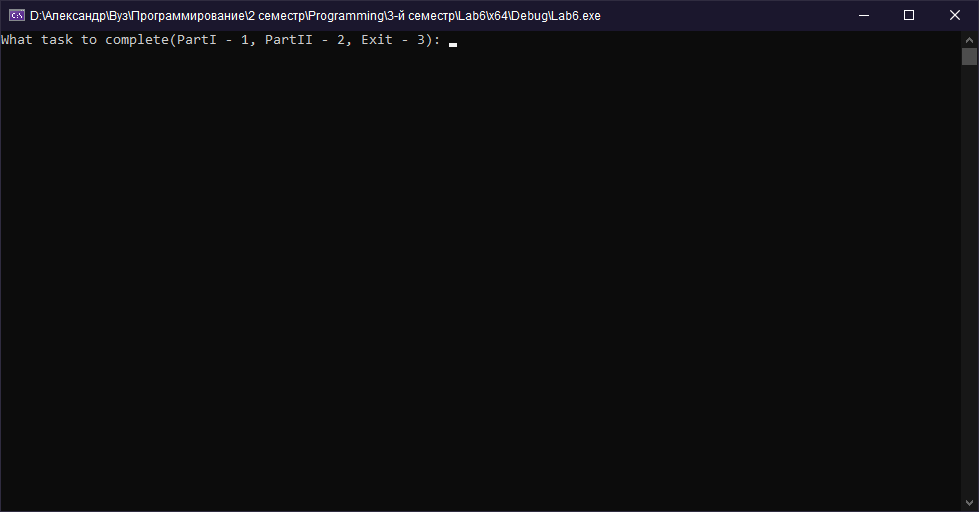 D:\Александр\Вуз\Программирование\2 семестр\Programming\3-й семестр\Lab6\x64\Debug\Lab6.exe
What task to complete(PartI - 1, PartII - 2, Exit - 3):